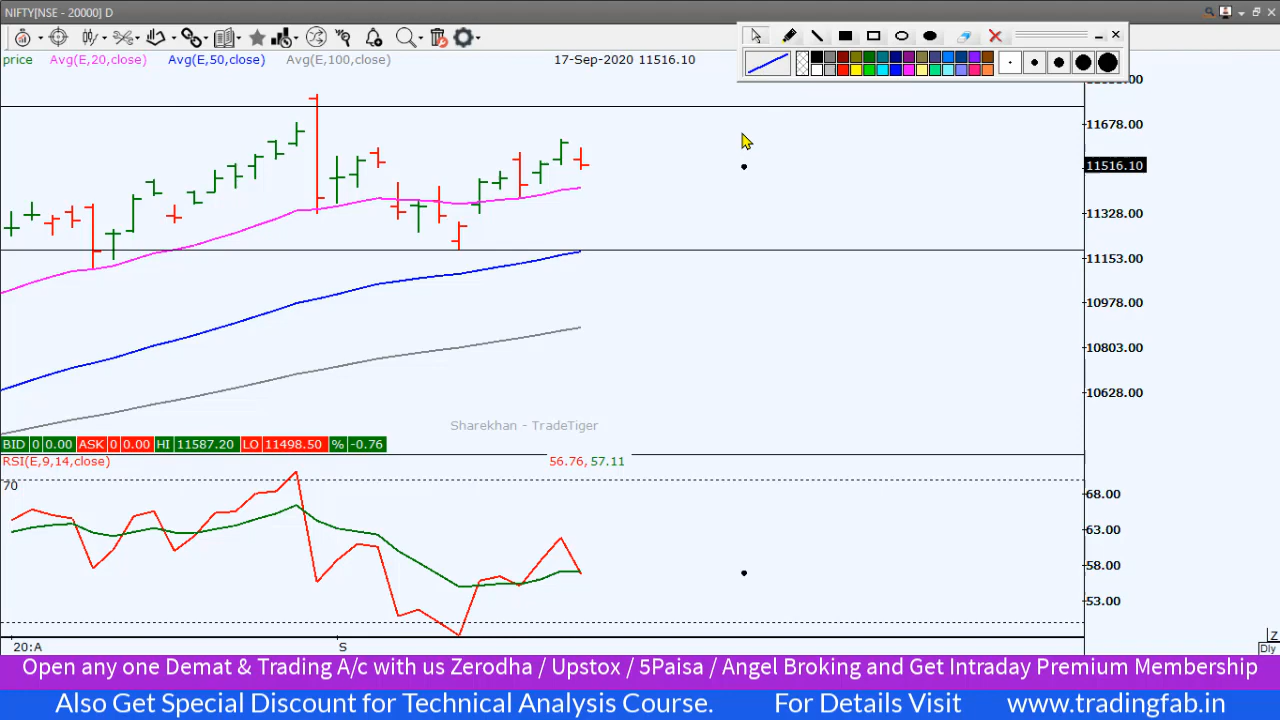 NIFTY[NSE - 20000] D
price Avg(E,20,close) Avg(E,50,close) Avg(E,100,close) 17-Sep-2020 11516.10
11678.00
11516.10
11328.00
11153.00
10978.00
10803.00
10628.00
Sharekhan - TradeTiger
BID 0 0.00 ASK 0 0.00 HI 11587.20 LO 11498.50 % -0.76
RSI(E,9,14,close) 56.76, 57.11
70
68.00
63.00
58.00
53.00
20:A S
Z
Dly
Open any one Demat & Trading A/c with us Zerodha / Upstox / 5Paisa / Angel Broking and Get Intraday Premium Membership
Also Get Special Discount for Technical Analysis Course. For Details Visit www.tradingfab.in